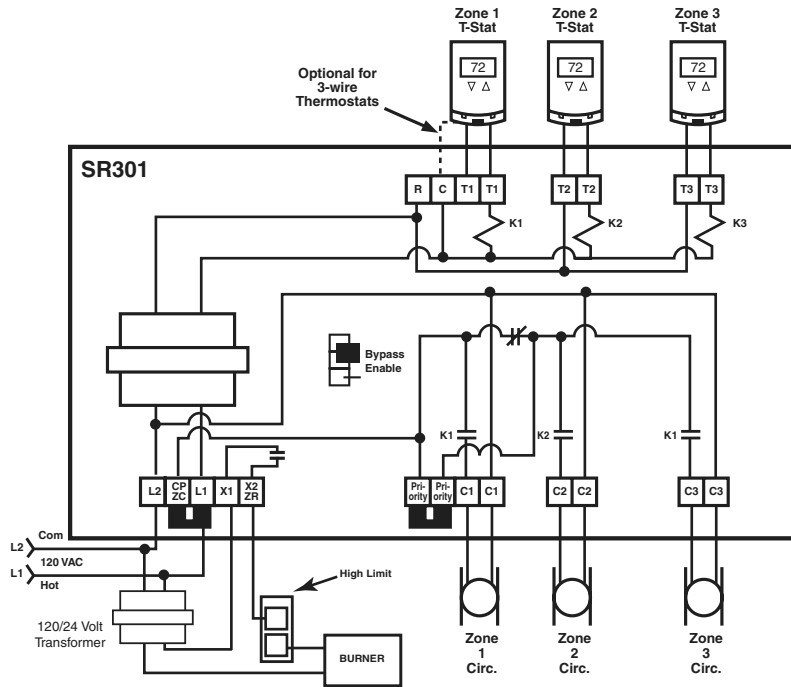 Zone 1
T-Stat
Zone 2
T-Stat
Zone 3
T-Stat
72
72
72
Optional for
3-wire
Thermostats
SR301
R
C
T1
T1
T2
T2
T3
T3
K1
K2
K3
Bypass
Enable
K1
K2
K1
L2
CP
ZC
L1
X1
X2
ZR
Pri-
ority
Pri-
ority
C1
C1
C2
C2
C3
C3
L2
Com
120 VAC
L1
Hot
High Limit
120/24 Volt
Transformer
BURNER
Zone
1
Circ.
Zone
2
Circ.
Zone
3
Circ.